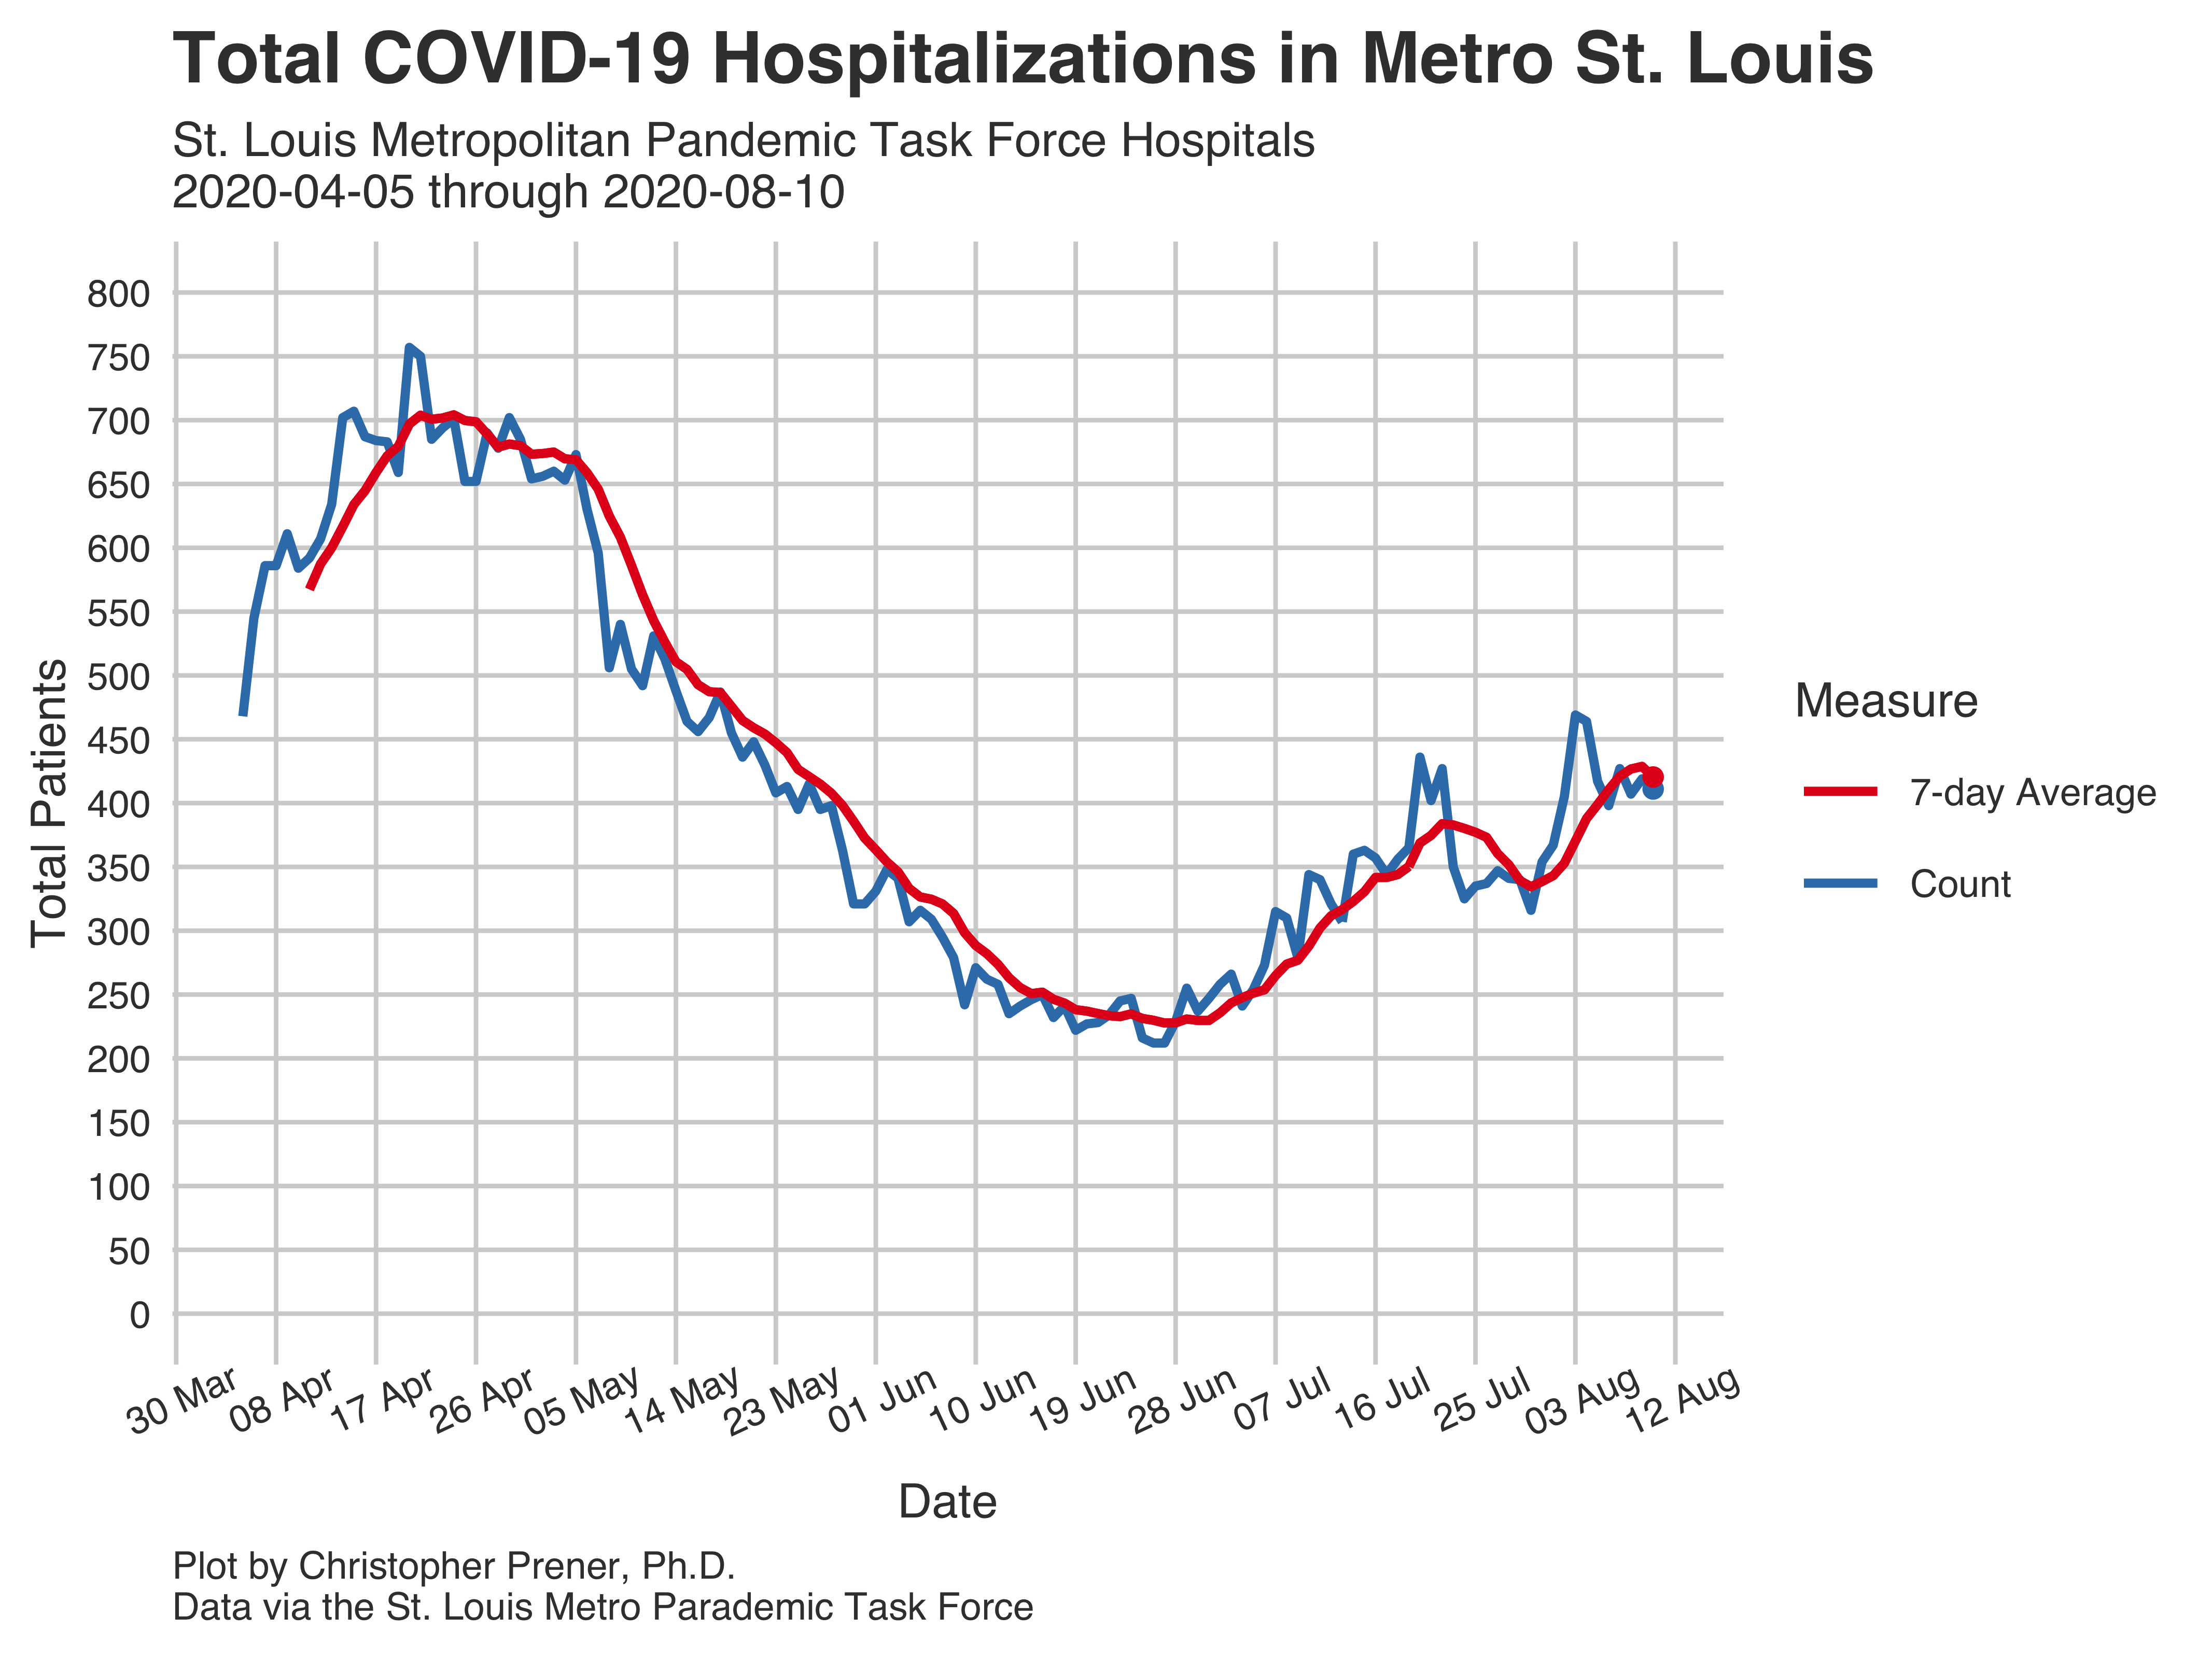 Total COVID-19 Hospitalizations in Metro St. Louis
St. Louis Metropolitan Pandemic Task Force Hospitals
2020-04-05 through 2020-08-10
800
750
700
650
600
550
500
450
400
350
300
250
200
150
100
50
0
Total Patients
30 Mar
08 Apr
17 Apr
26 Apr
05 May
14 May
23 May
01 Jun
10 Jun
19 Jun
28 Jun
07 Jul
16 Jul
25 Jul
03 Aug
12 Aug
Date
Measure
7-day Average
Count
Plot by Christopher Prener, Ph.D.
Data via the St. Louis Metro Parademic Task Force